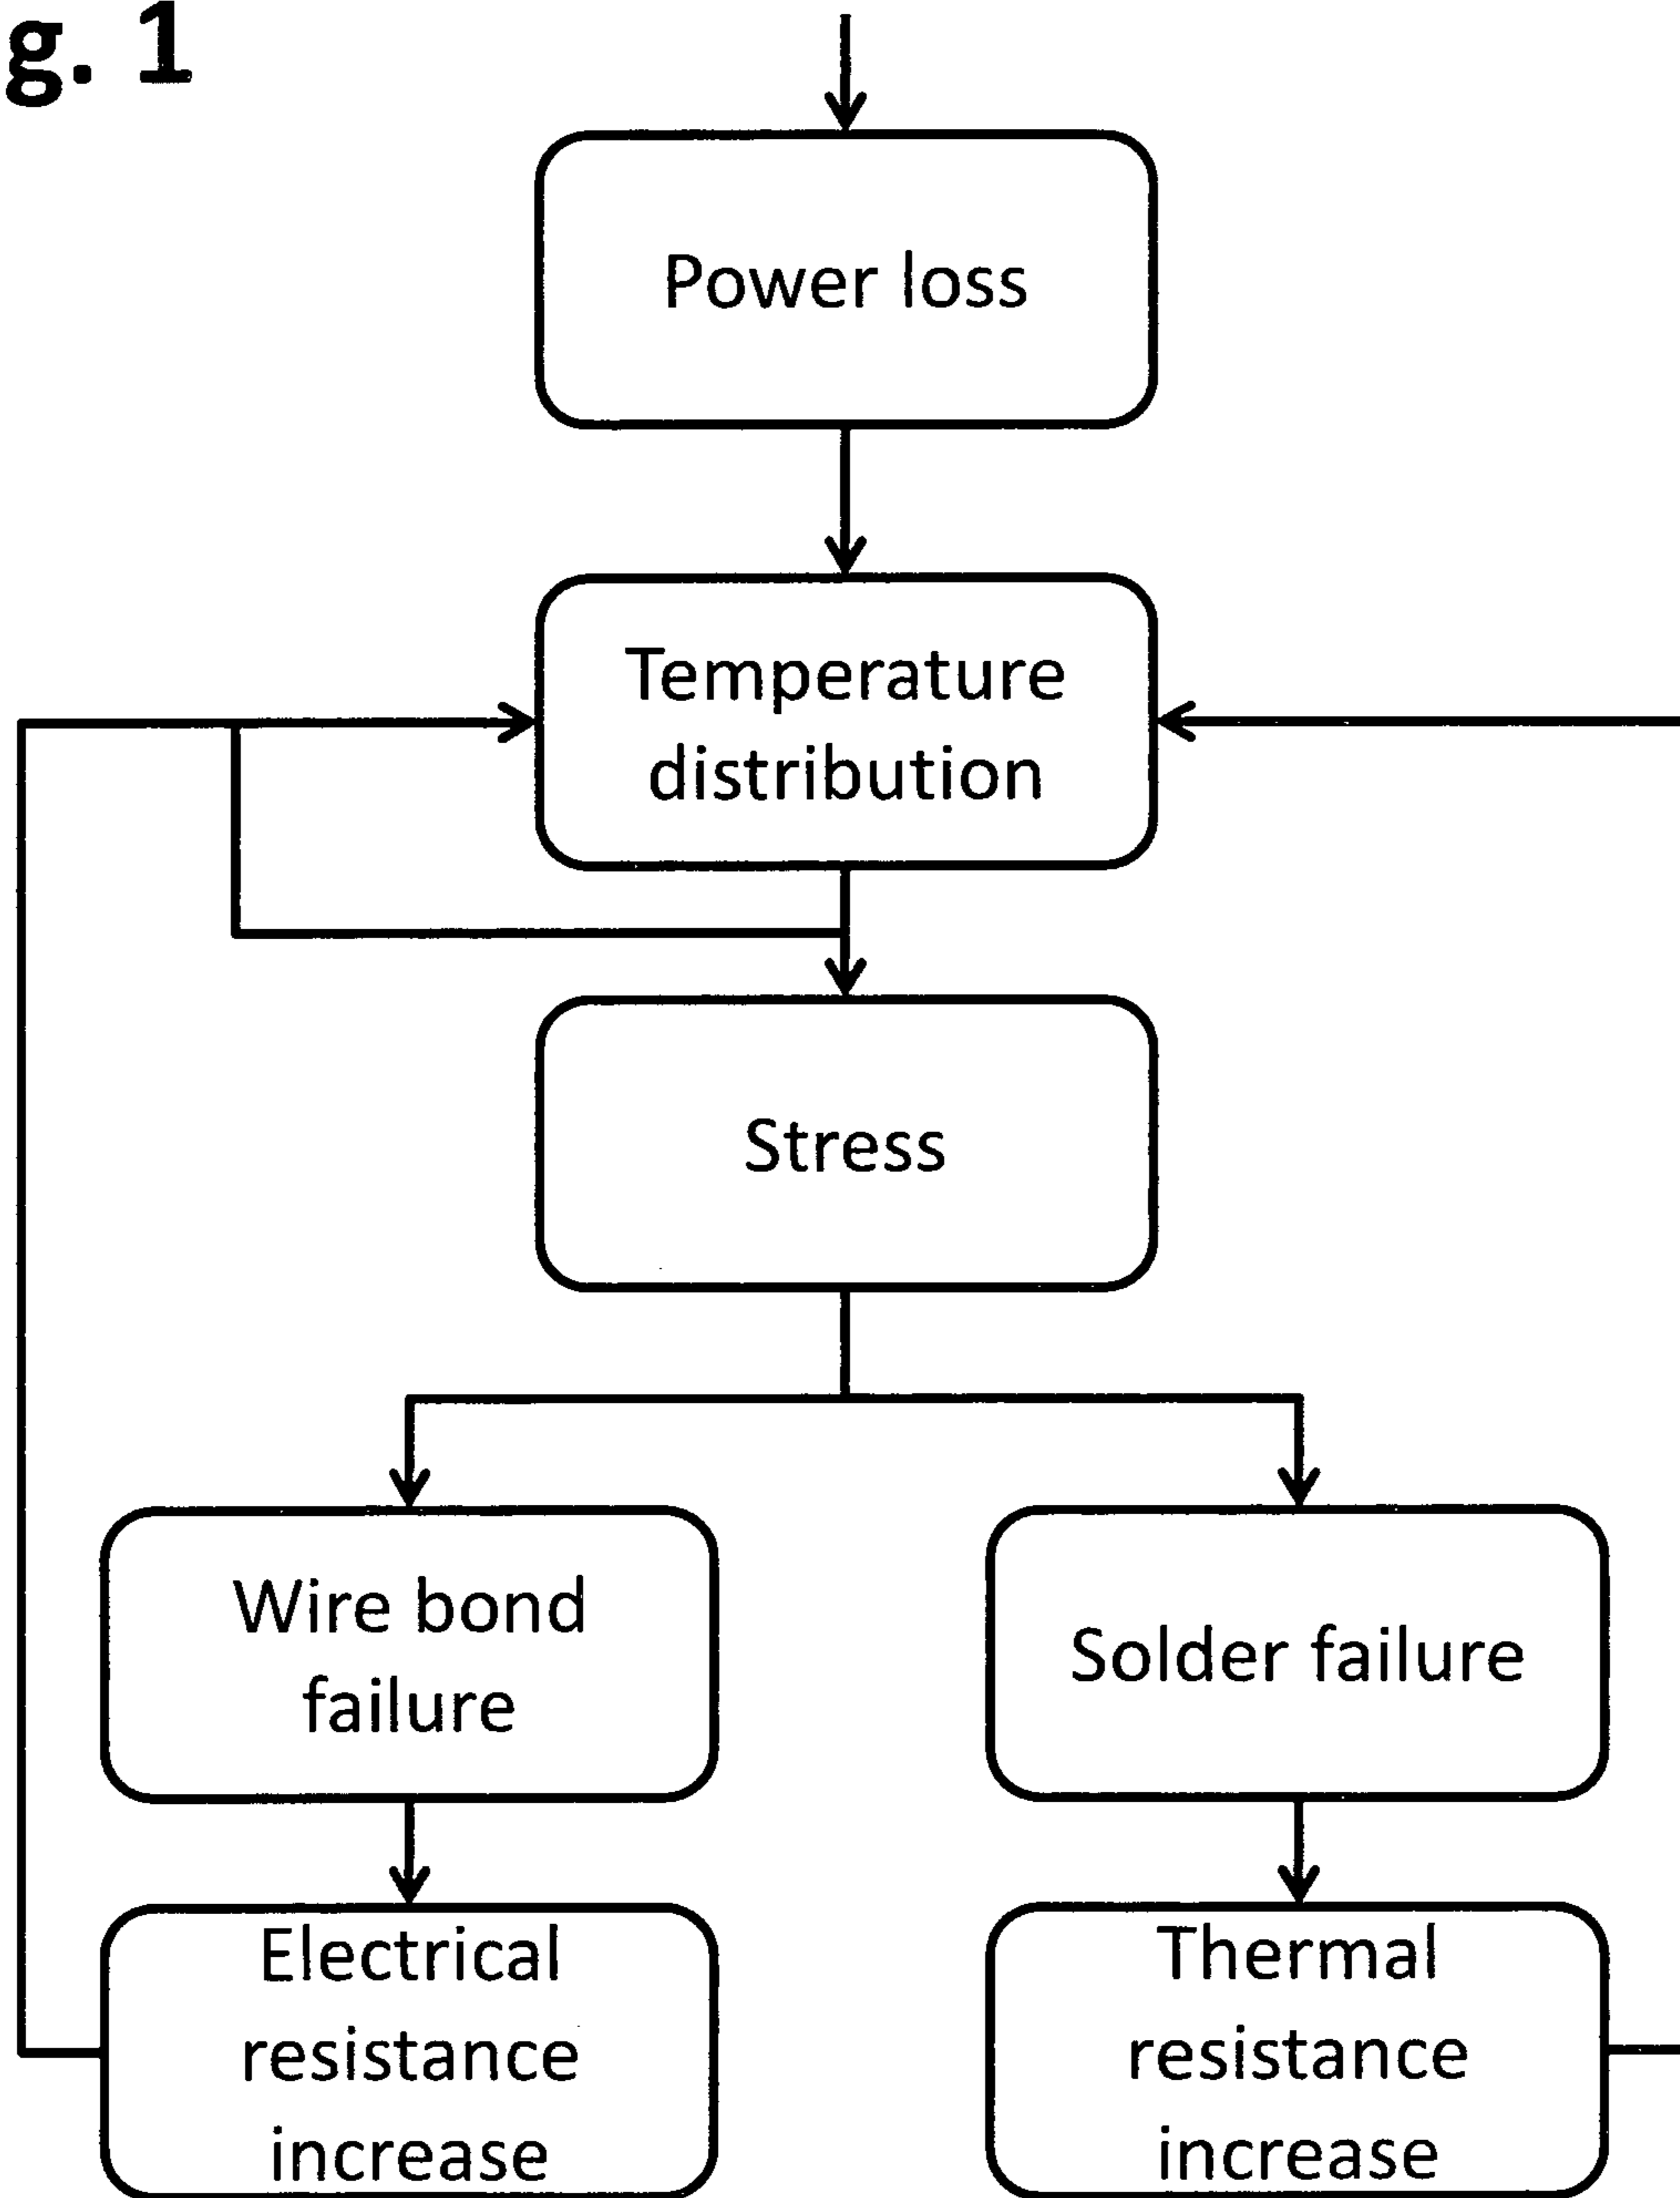 g. 1
Power loss
Temperature
distribution
Stress
Wire bond
failure
Solder failure
Electrical
resistance
increase
Thermal
resistance
increase